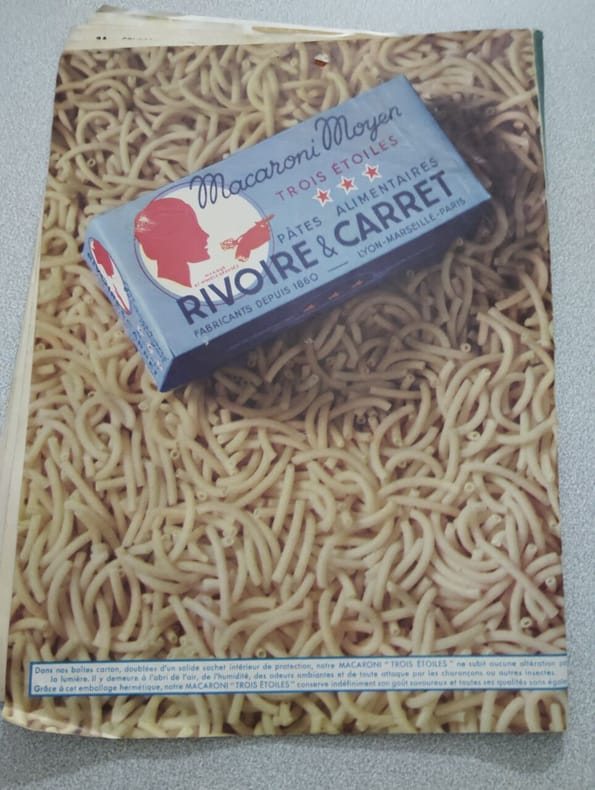 Macaroni Moyen
TROIS ÉTOILES
PÂTES ALIMENTAIRES
RIVOIRE & CARRET
FABRICANTS DEPUIS 1860 — LYON-MARSEILLE-PARIS
Dans nos boîtes carton, doublées d'un solide sachet intérieur de protection, notre MACARONI "TROIS ÉTOILES" ne subit aucune altération
la lumière. Il y demeure à l'abri de l'air, de l'humidité, des odeurs ambiantes et de toute attaque par les charançons ou autres insectes.
Grâce à cet emballage hermétique, notre MACARONI "TROIS ÉTOILES" conserve indéfiniment son goût savoureux et toutes ses qualités sans